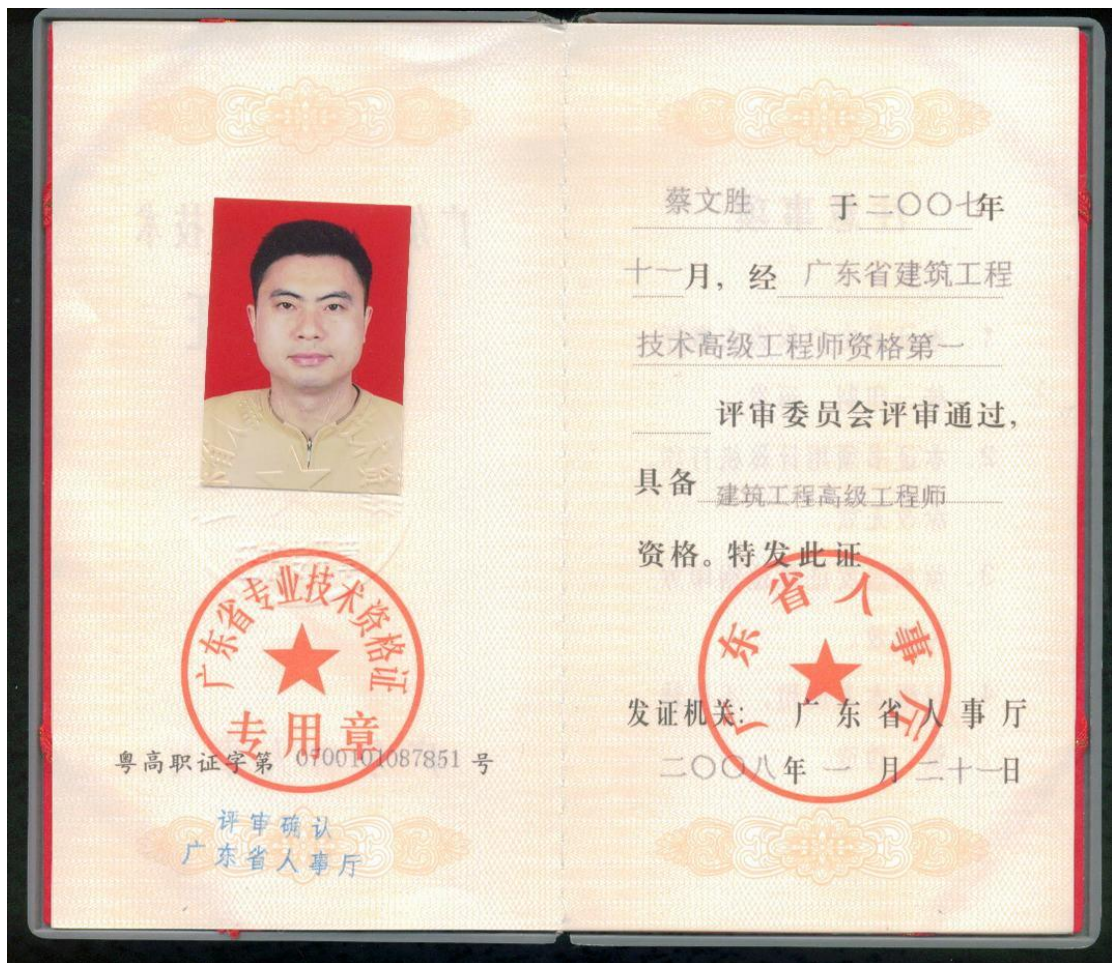 广东省专业技术资格证
专用章
粤高职证字第 0700101087851 号
评审确认
广东省人事厅
蔡文胜 于二〇〇七年
十一月，经 广东省建筑工程
技术高级工程师资格第一
评审委员会评审通过，
具备 建筑工程高级工程师
资格。特发此证
广东省人事厅
发证机关： 广东省人事厅
二〇〇八年 一 月 二十一日